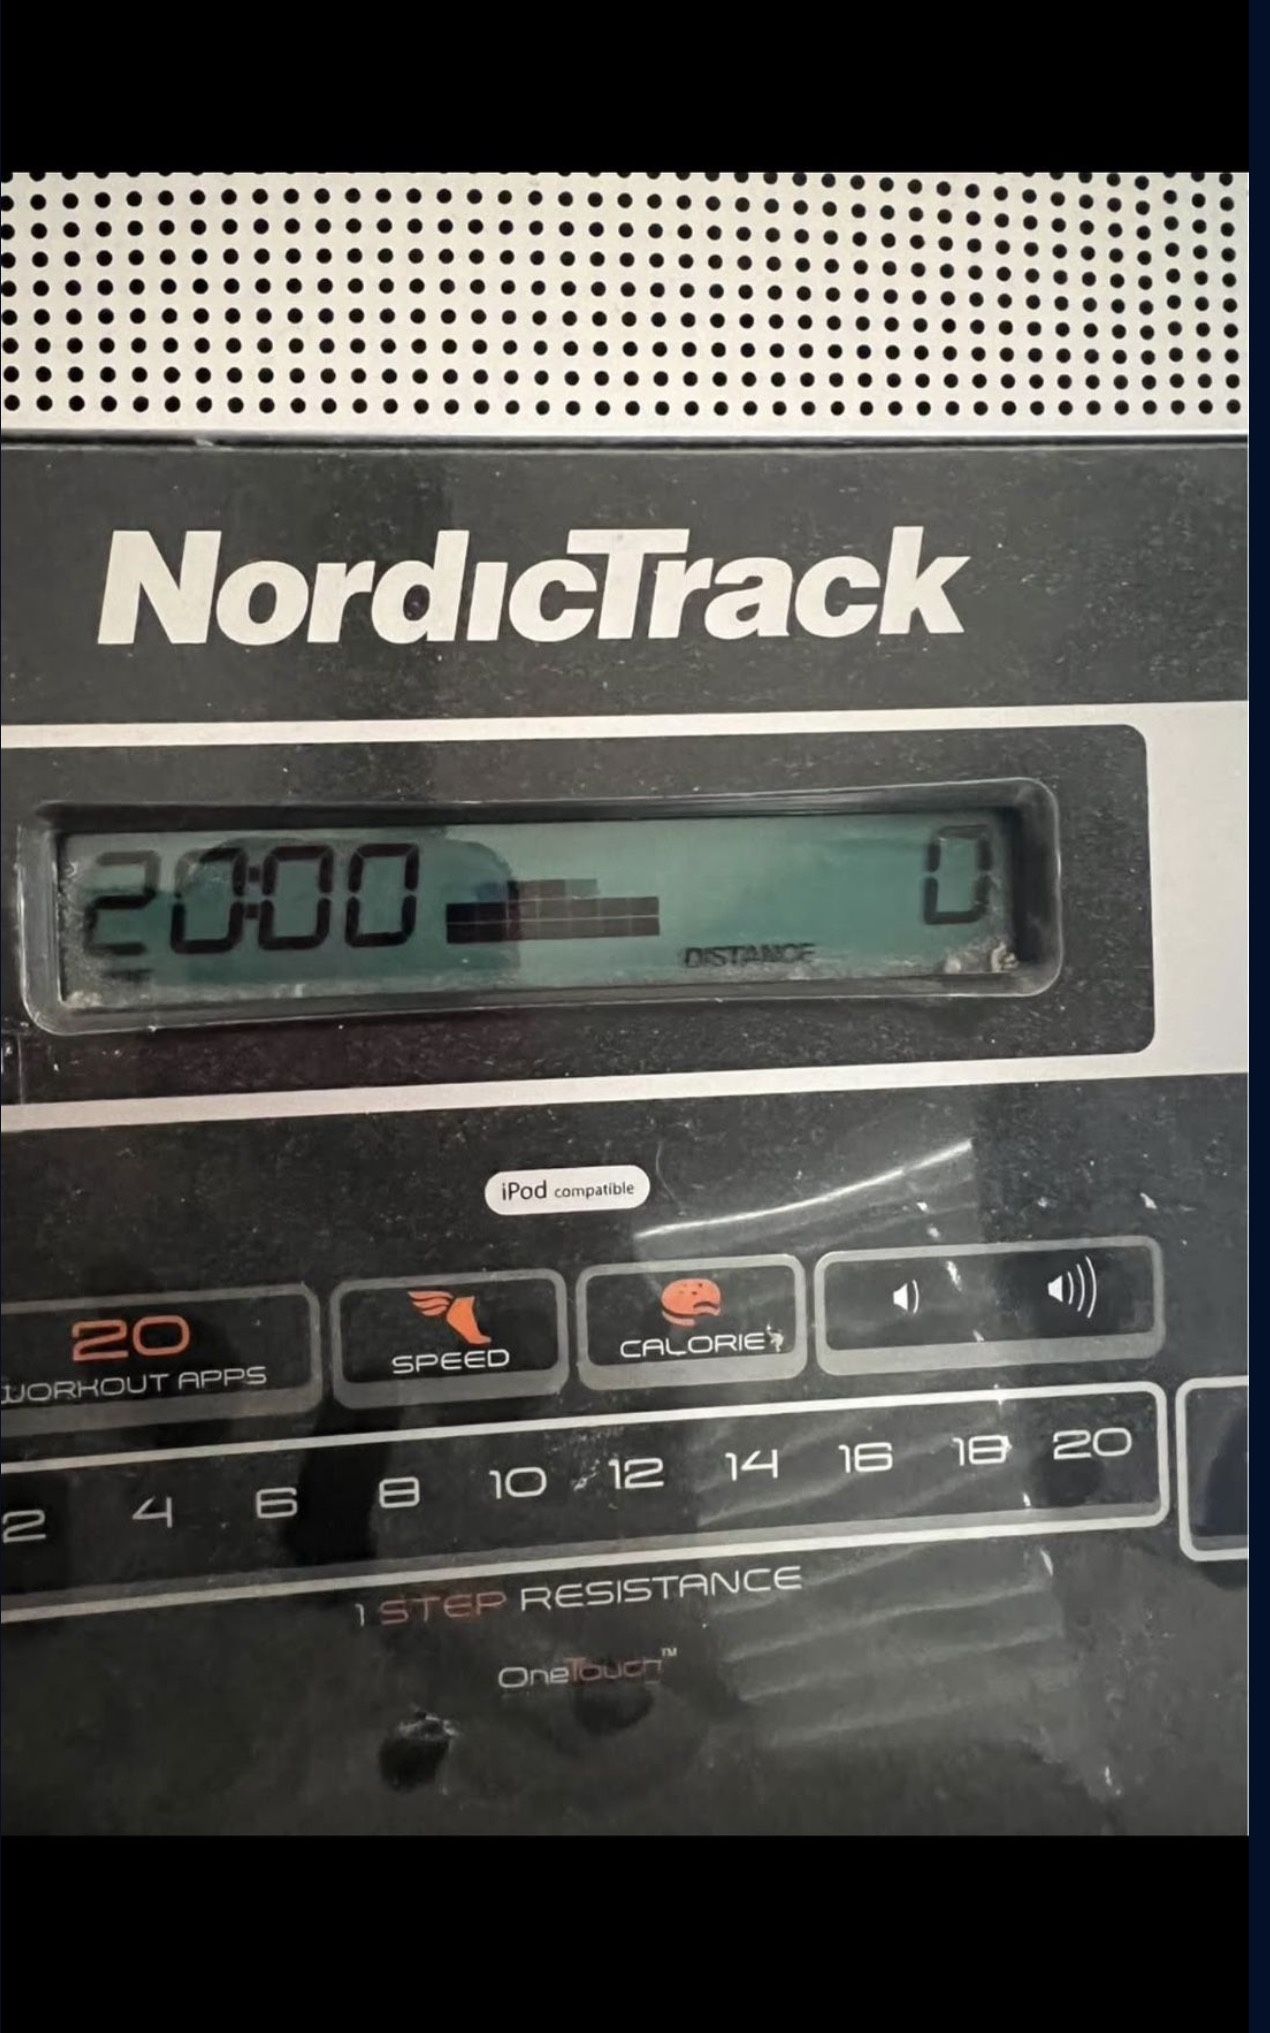 NordicTrack
20:00 0
DISTANCE
iPod compatible
20
WORKOUT APPS
SPEED
CALORIE
2 4 6 8 10 12 14 16 18 20
1 STEP RESISTANCE
OneTouch™